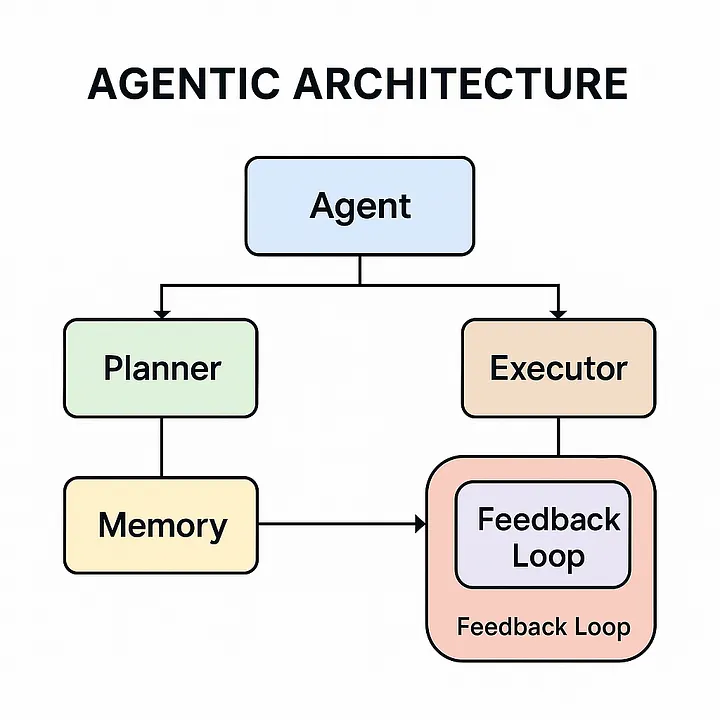 AGENTIC ARCHITECTURE
Agent
Planner
Executor
Memory
Feedback
Loop
Feedback Loop